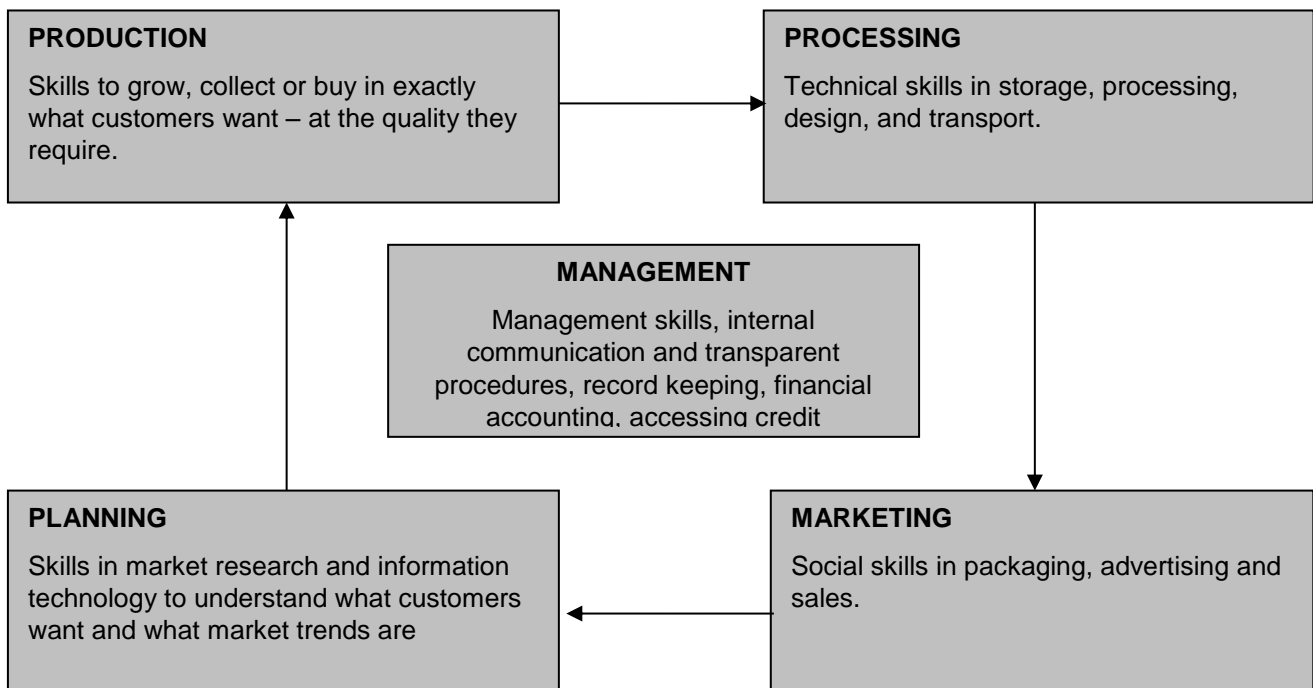 PRODUCTION
Skills to grow, collect or buy in exactly
what customers want – at the quality they
require.
PROCESSING
Technical skills in storage, processing,
design, and transport.
MANAGEMENT
Management skills, internal
communication and transparent
procedures, record keeping, financial
accounting, accessing credit
PLANNING
Skills in market research and information
technology to understand what customers
want and what market trends are
MARKETING
Social skills in packaging, advertising and
sales.